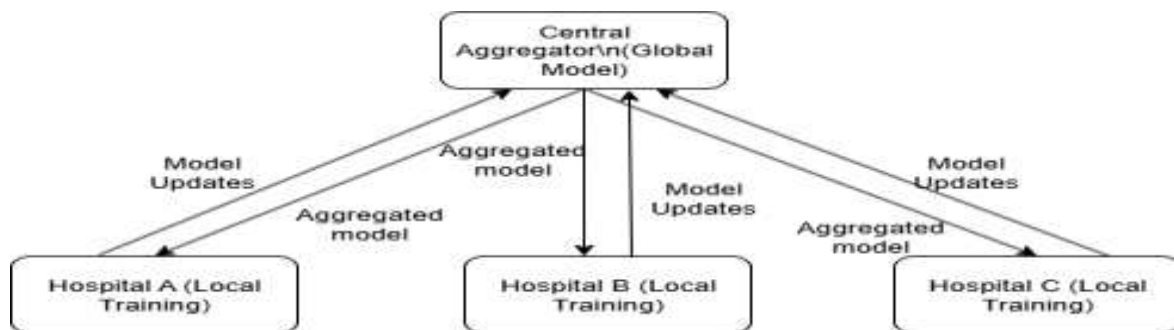 Central
Aggregator\n(Global
Model)
Model
Updates
Aggregated
model
Aggregated
model
Model
Updates
Model
Updates
Aggregated
model
Hospital A (Local
Training)
Hospital B (Local
Training)
Hospital C (Local
Training)